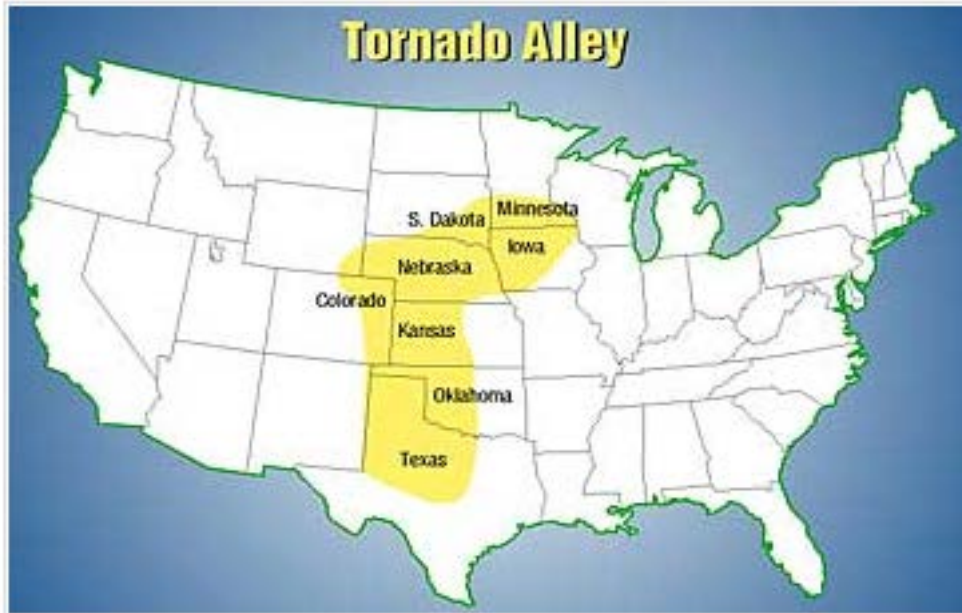 Tornado Alley
Minnesota
S. Dakota
Iowa
Nebraska
Colorado
Kansas
Oklahoma
Texas